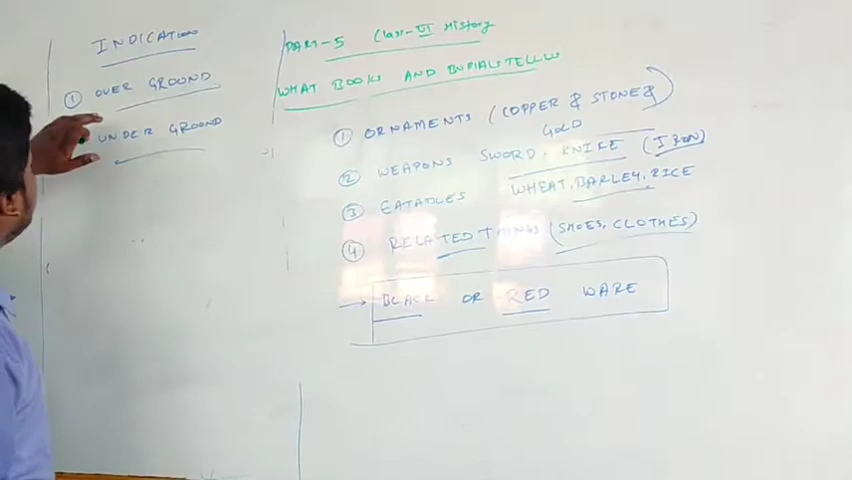 INDICATION
① OVER GROUND
UNDER GROUND
PART-5 Class-VI History
WHAT BOOKS AND BURIALS TELL US
① ORNAMENTS (COPPER & STONE &
GOLD
② WEAPONS SWORD. KNIFE (IRON)
③ EATABLES WHEAT, BARLEY, RICE
④ RELATED THINGS (SHOES, CLOTHES)
→ BLACK OR RED WARE